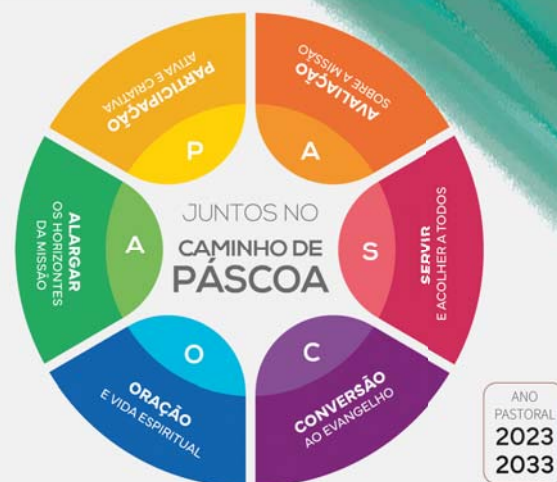 PARTICIPAÇÃO
ATIVA E CRIATIVA
P
AVALIAÇÃO
SOBRE A MISSÃO
A
SERVIR
E ACOLHER A TODOS
S
CONVERSÃO
AO EVANGELHO
C
ORAÇÃO
E VIDA ESPIRITUAL
O
ALARGAR
OS HORIZONTES
DA MISSÃO
A
JUNTOS NO
CAMINHO DE
PÁSCOA
ANO
PASTORAL
2023
2033